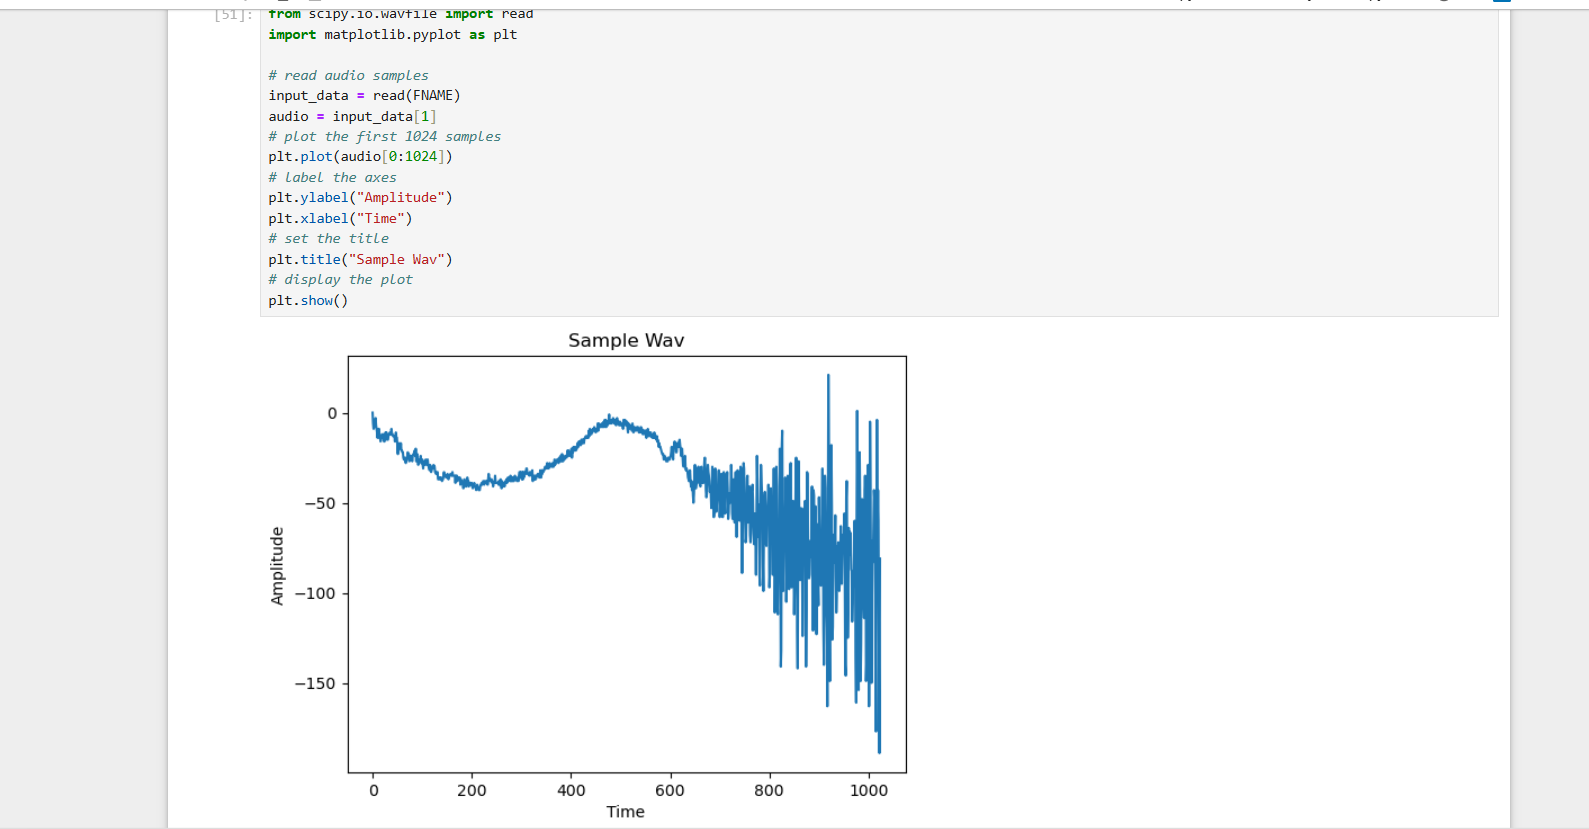 [51]: from scipy.io.wavfile import read
import matplotlib.pyplot as plt
# read audio samples
input_data = read(FNAME)
audio = input_data[1]
# plot the first 1024 samples
plt.plot(audio[0:1024])
# label the axes
plt.ylabel("Amplitude")
plt.xlabel("Time")
# set the title
plt.title("Sample Wav")
# display the plot
plt.show()
Sample Wav
0
−50
−100
−150
Amplitude
0 200 400 600 800 1000
Time